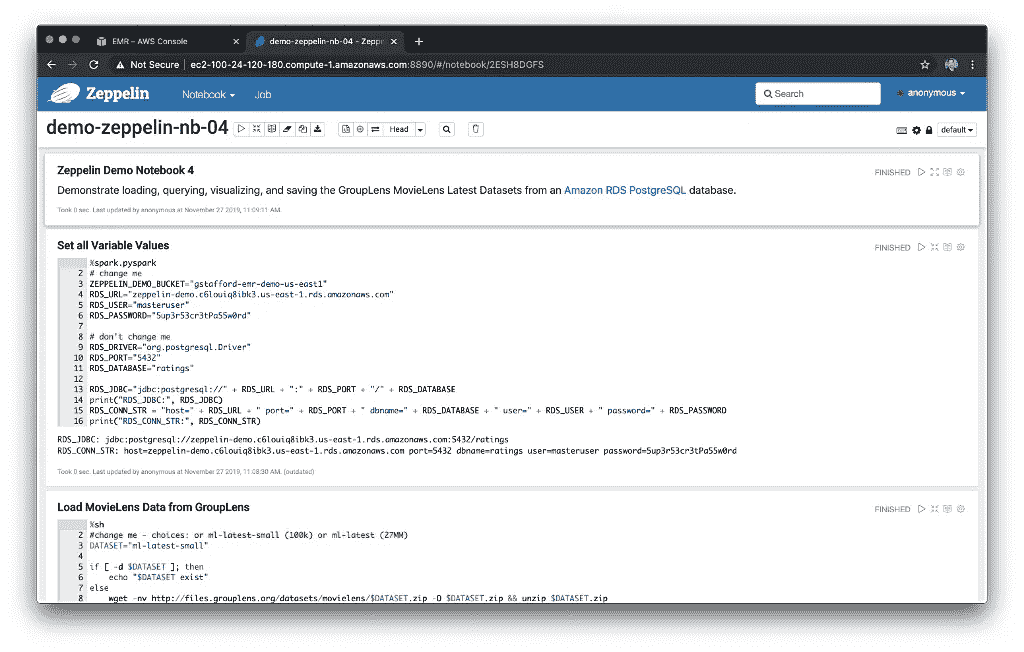 EMR – AWS Console
demo-zeppelin-nb-04 - Zepp
Not Secure | ec2-100-24-120-180.compute-1.amazonaws.com:8890/#/notebook/2ESH8DGFS
Zeppelin Notebook Job Search anonymous
demo-zeppelin-nb-04 Head default
Zeppelin Demo Notebook 4 FINISHED
Demonstrate loading, querying, visualizing, and saving the GroupLens MovieLens Latest Datasets from an Amazon RDS PostgreSQL database.
Took 0 sec. Last updated by anonymous at November 27 2019, 11:09:11 AM.
Set all Variable Values FINISHED
%spark.pyspark
2 # change me
3 ZEPPELIN_DEMO_BUCKET="gstafford-emr-demo-us-east1"
4 RDS_URL="zeppelin-demo.c6louiq8ibk3.us-east-1.rds.amazonaws.com"
5 RDS_USER="masteruser"
6 RDS_PASSWORD="5up3r53cr3tPa55w0rd"
7
8 # don't change me
9 RDS_DRIVER="org.postgresql.Driver"
10 RDS_PORT="5432"
11 RDS_DATABASE="ratings"
12
13 RDS_JDBC="jdbc:postgresql://" + RDS_URL + ":" + RDS_PORT + "/" + RDS_DATABASE
14 print("RDS_JDBC:", RDS_JDBC)
15 RDS_CONN_STR = "host=" + RDS_URL + " port=" + RDS_PORT + " dbname=" + RDS_DATABASE + " user=" + RDS_USER + " password=" + RDS_PASSWORD
16 print("RDS_CONN_STR:", RDS_CONN_STR)
RDS_JDBC: jdbc:postgresql://zeppelin-demo.c6louiq8ibk3.us-east-1.rds.amazonaws.com:5432/ratings
RDS_CONN_STR: host=zeppelin-demo.c6louiq8ibk3.us-east-1.rds.amazonaws.com port=5432 dbname=ratings user=masteruser password=5up3r53cr3tPa55w0rd
Took 0 sec. Last updated by anonymous at November 27 2019, 11:08:30 AM. (outdated)
Load MovieLens Data from GroupLens FINISHED
%sh
2 #change me - choices: or ml-latest-small (100k) or ml-latest (27MM)
3 DATASET="ml-latest-small"
4
5 if [ -d $DATASET ]; then
6 echo "$DATASET exist"
7 else
8 wget -nv http://files.grouplens.org/datasets/movielens/$DATASET.zip -O $DATASET.zip && unzip $DATASET.zip